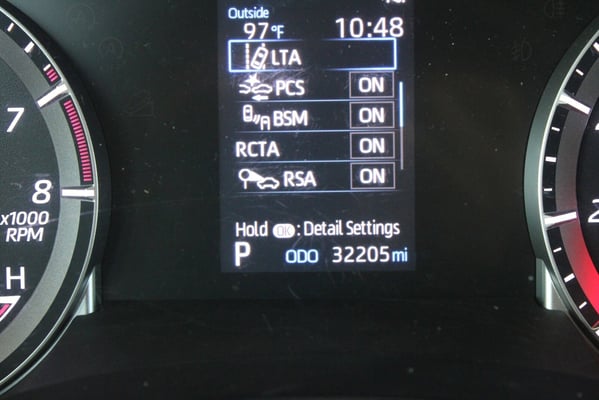 Outside
97°F 10:48
LTA
PCS ON
BSM ON
RCTA ON
RSA ON
Hold OK : Detail Settings
P ODO 32205 mi
7
8
x1000
RPM
H